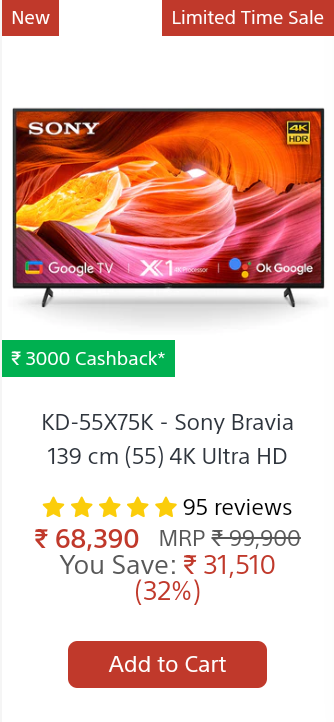 New
Limited Time Sale
SONY
4K
HDR
Google TV | X1 4K Processor | Ok Google
₹ 3000 Cashback*
KD-55X75K - Sony Bravia
139 cm (55) 4K Ultra HD
95 reviews
₹ 68,390 MRP ₹ 99,900
You Save: ₹ 31,510
(32%)
Add to Cart